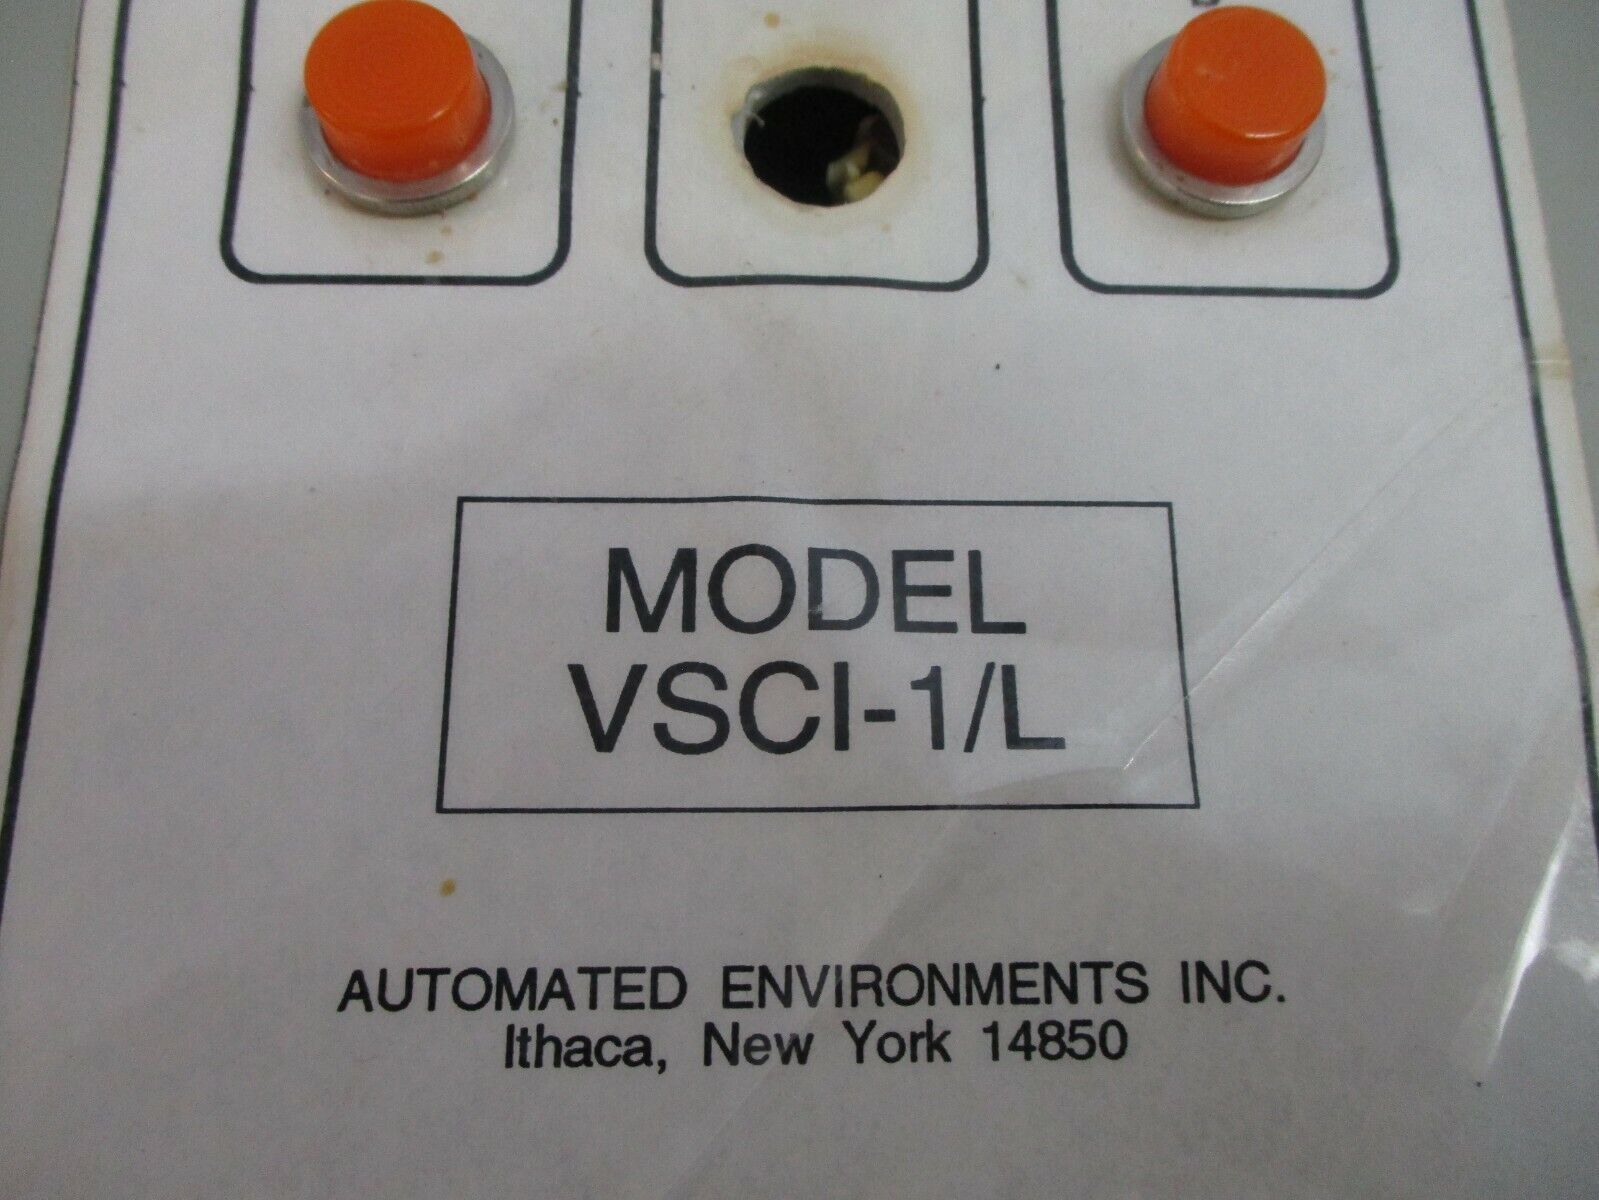 MODEL
VSCI-1/L
AUTOMATED ENVIRONMENTS INC.
Ithaca, New York 14850